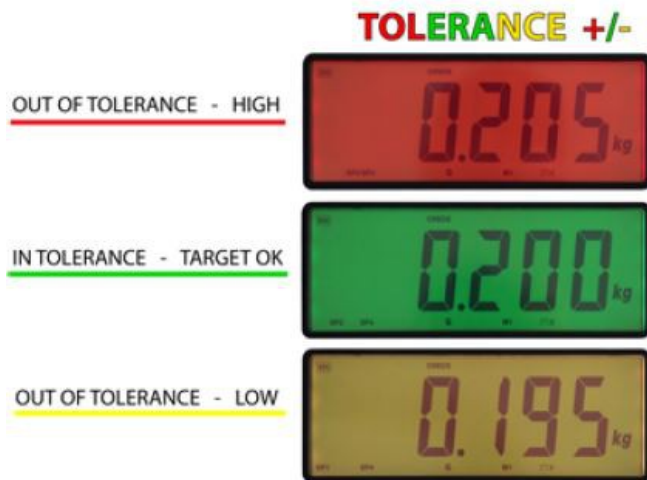 TOLERANCE +/-
OUT OF TOLERANCE - HIGH
0.205 kg
IN TOLERANCE - TARGET OK
0.200 kg
OUT OF TOLERANCE - LOW
0.195 kg